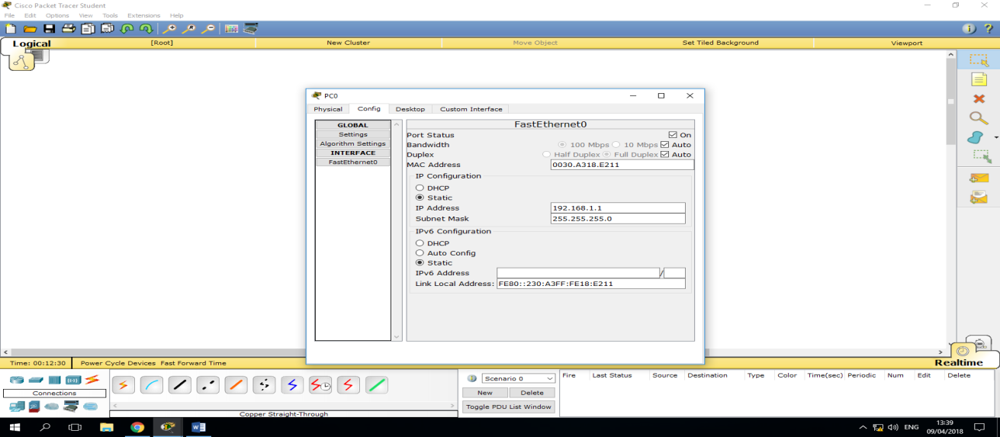 Cisco Packet Tracer Student
File Edit Options View Tools Extensions Help
Logical [Root] New Cluster Move Object Set Tiled Background Viewport
PC0
Physical Config Desktop Custom Interface
GLOBAL
Settings
Algorithm Settings
INTERFACE
FastEthernet0
FastEthernet0
Port Status On
Bandwidth 100 Mbps 10 Mbps Auto
Duplex Half Duplex Full Duplex Auto
MAC Address 0030.A318.E211
IP Configuration
DHCP
Static
IP Address 192.168.1.1
Subnet Mask 255.255.255.0
IPv6 Configuration
DHCP
Auto Config
Static
IPv6 Address /
Link Local Address: FE80::230:A3FF:FE18:E211
Time: 00:12:30 Power Cycle Devices Fast Forward Time Realtime
Connections
Copper Straight-Through
Scenario 0
New Delete
Toggle PDU List Window
Fire Last Status Source Destination Type Color Time(sec) Periodic Num Edit Delete
ENG
13:39
09/04/2018